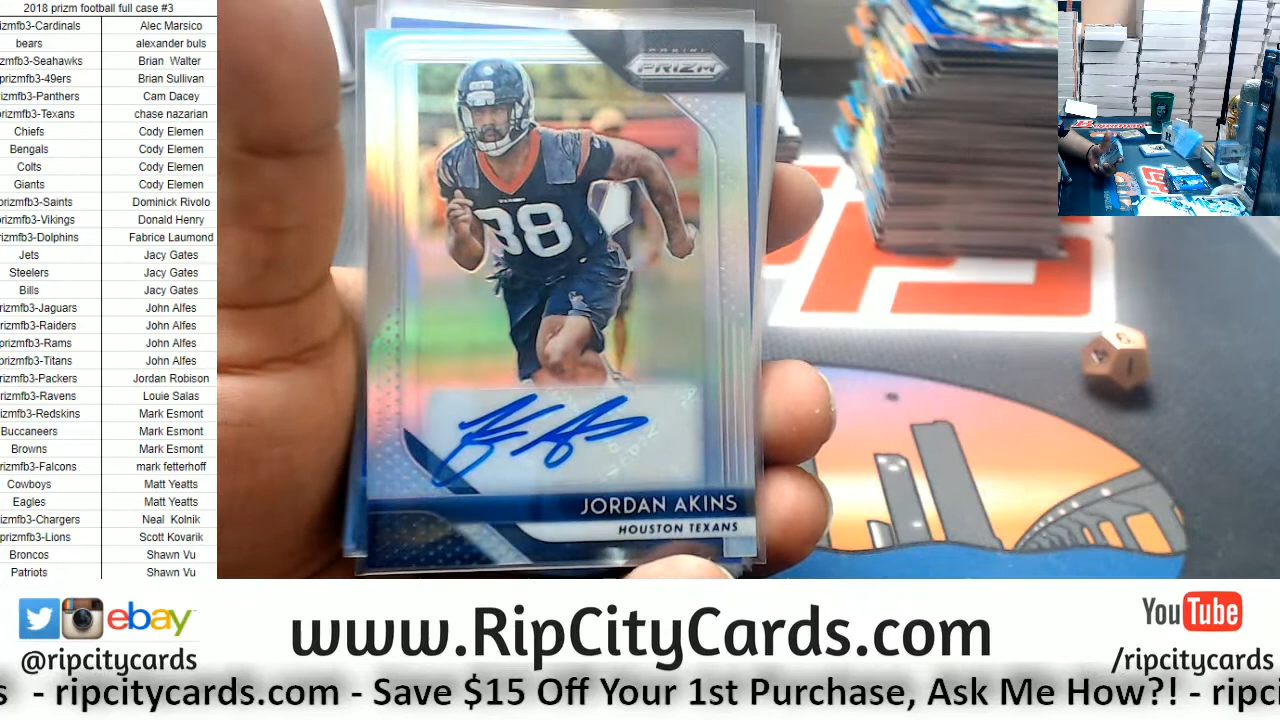 2018 prizm football full case #3
izmfb3-Cardinals Alec Marsico
bears alexander buls
zmfb3-Seahawks Brian Walter
prizmfb3-49ers Brian Sullivan
izmfb3-Panthers Cam Dacey
rizmfb3-Texans chase nazarian
Chiefs Cody Elemen
Bengals Cody Elemen
Colts Cody Elemen
Giants Cody Elemen
rizmfb3-Saints Dominick Rivolo
rizmfb3-Vikings Donald Henry
izmfb3-Dolphins Fabrice Laumond
Jets Jacy Gates
Steelers Jacy Gates
Bills Jacy Gates
rizmfb3-Jaguars John Alfes
rizmfb3-Raiders John Alfes
prizmfb3-Rams John Alfes
prizmfb3-Titans John Alfes
rizmfb3-Packers Jordan Robison
rizmfb3-Ravens Louie Salas
izmfb3-Redskins Mark Esmont
Buccaneers Mark Esmont
Browns Mark Esmont
rizmfb3-Falcons mark fetterhoff
Cowboys Matt Yeatts
Eagles Matt Yeatts
izmfb3-Chargers Neal Kolnik
prizmfb3-Lions Scott Kovarik
Broncos Shawn Vu
Patriots Shawn Vu
PANINI
PRIZM
88
JORDAN AKINS
HOUSTON TEXANS
ebay
@ripcitycards
www.RipCityCards.com
YouTube
/ripcitycards
s - ripcitycards.com - Save $15 Off Your 1st Purchase, Ask Me How?! - ripci